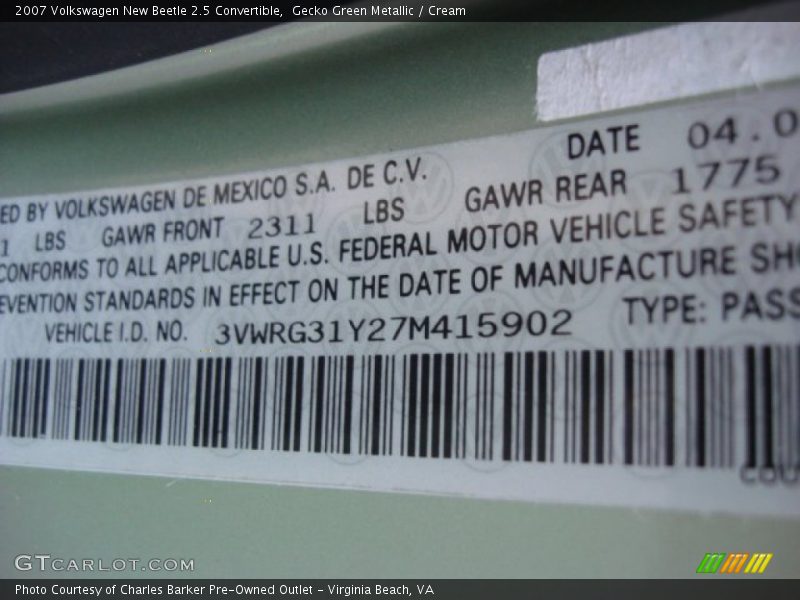 2007 Volkswagen New Beetle 2.5 Convertible, Gecko Green Metallic / Cream
DATE 04.0
ED BY VOLKSWAGEN DE MEXICO S.A. DE C.V.
1 LBS GAWR FRONT 2311 LBS GAWR REAR 1775
CONFORMS TO ALL APPLICABLE U.S. FEDERAL MOTOR VEHICLE SAFETY
EVENTION STANDARDS IN EFFECT ON THE DATE OF MANUFACTURE SHO
VEHICLE I.D. NO. 3VWRG31Y27M415902 TYPE: PASS
COU
GTCARLOT.COM
Photo Courtesy of Charles Barker Pre-Owned Outlet - Virginia Beach, VA